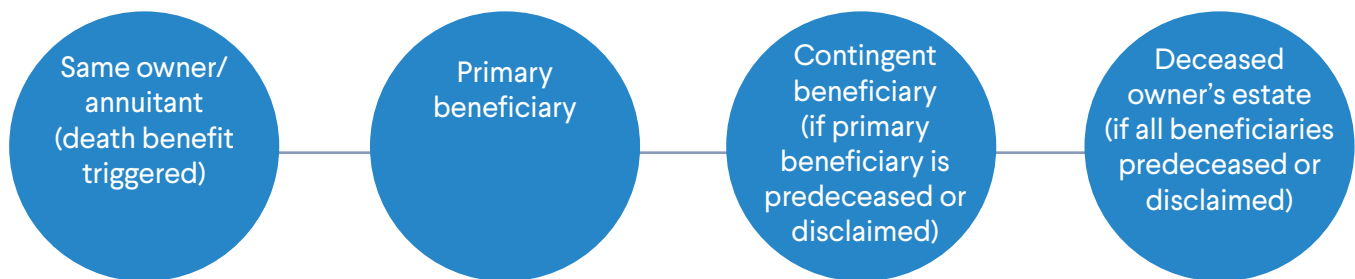 Same owner/
annuitant
(death benefit
triggered)
Primary
beneficiary
Contingent
beneficiary
(if primary
beneficiary is
predeceased or
disclaimed)
Deceased
owner’s estate
(if all beneficiaries
predeceased or
disclaimed)